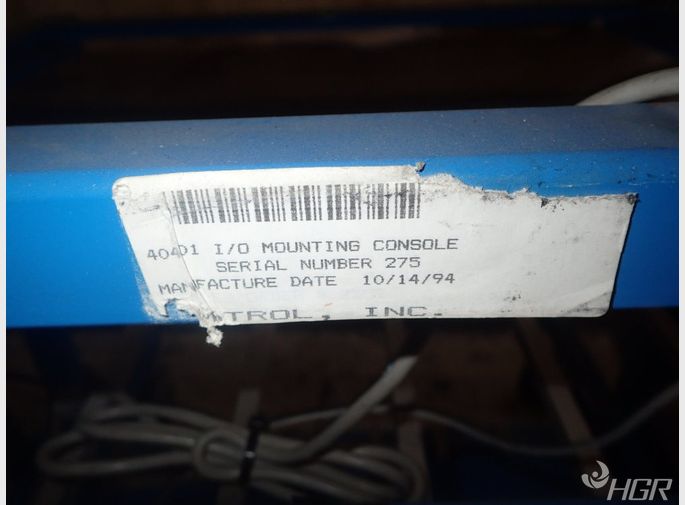 40401 I/O MOUNTING CONSOLE
SERIAL NUMBER 275
MANFACTURE DATE 10/14/94
TROL, INC.
HGR